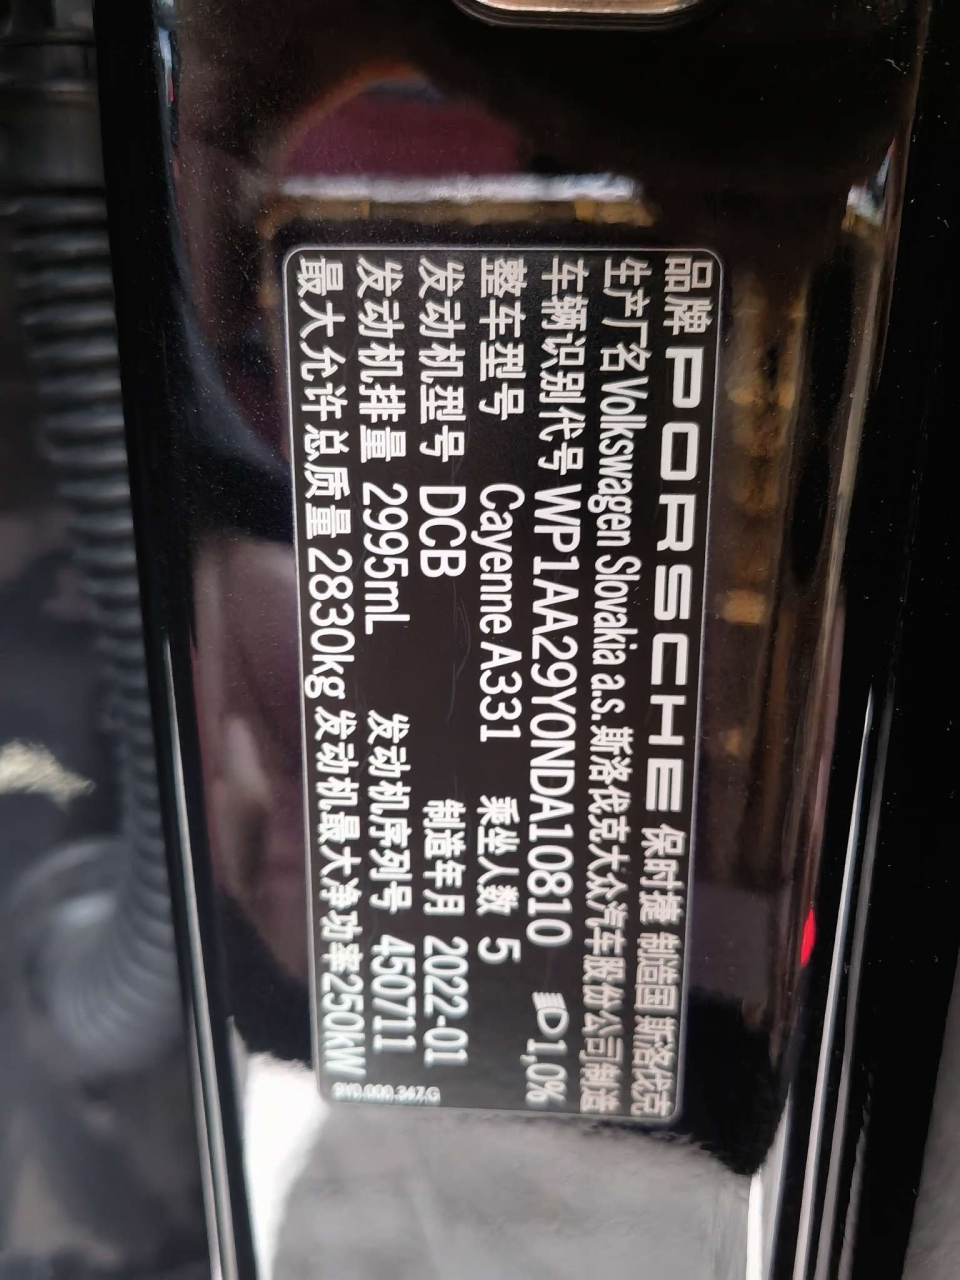 品牌 PORSCHE 保时捷 制造国 斯洛伐克
生产厂名 Volkswagen Slovakia a.s. 斯洛伐克大众汽车股份公司制造
车辆识别代号 WP1AA29Y0NDA10810 1,0%
整车型号 Cayenne A331 乘坐人数 5
发动机型号 DCB 制造年月 2022-01
发动机排量 2995mL 发动机序列号 450711
最大允许总质量 2830kg 发动机最大净功率250kW
9Y0.000.347.G